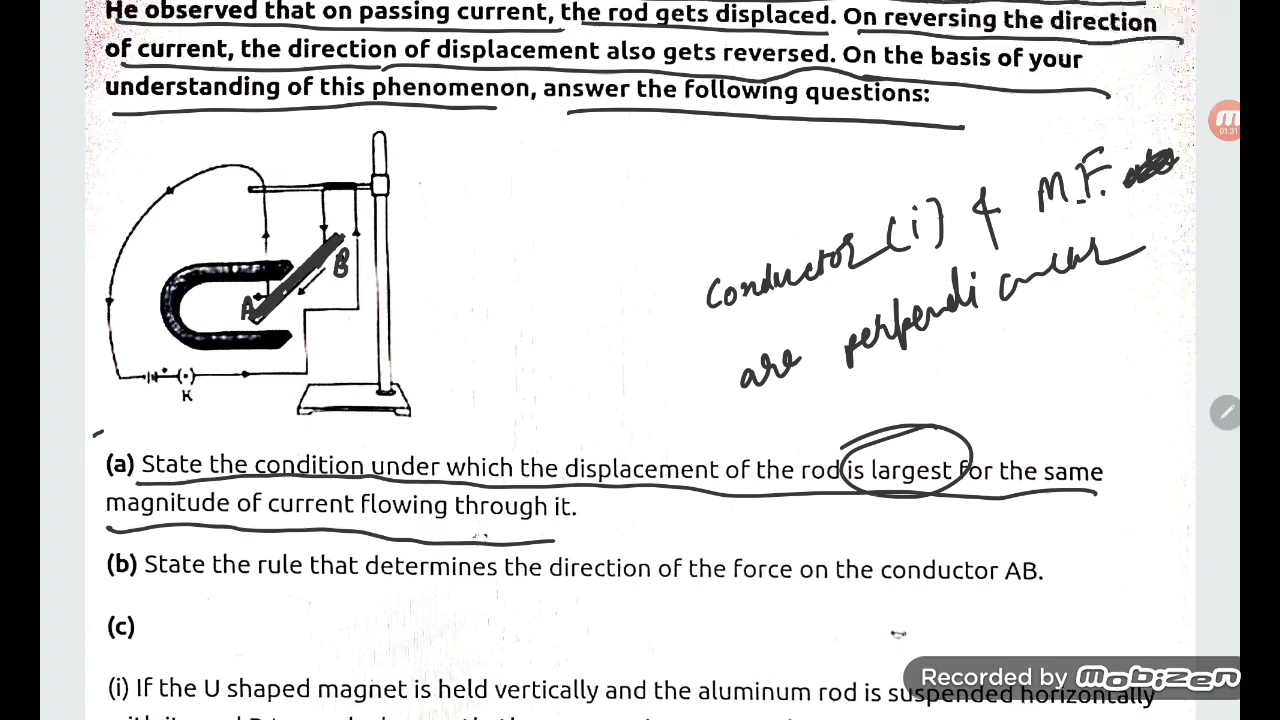 He observed that on passing current, the rod gets displaced. On reversing the direction
of current, the direction of displacement also gets reversed. On the basis of your
understanding of this phenomenon, answer the following questions:
M
01:31
conductor (i) & M.F.
are perpendicular
B
A
K
(a) State the condition under which the displacement of the rod is largest for the same
magnitude of current flowing through it.
(b) State the rule that determines the direction of the force on the conductor AB.
(c)
Recorded by MOBIZEN
(i) If the U shaped magnet is held vertically and the aluminum rod is suspended horizontally